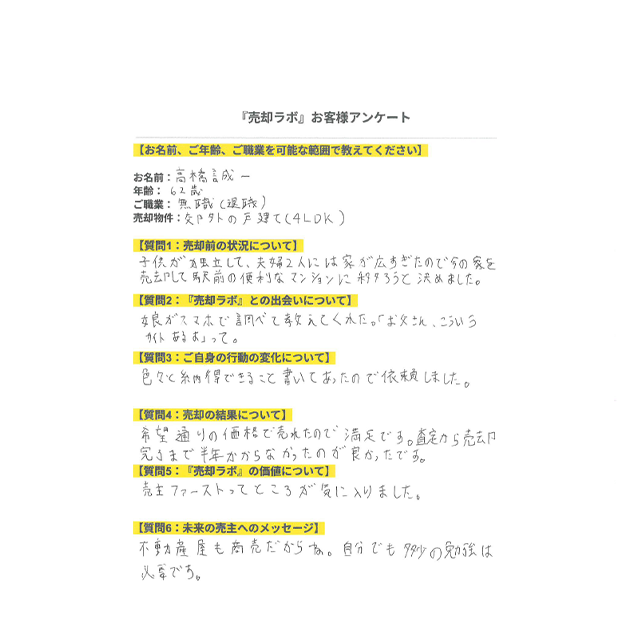 『売却ラボ』お客様アンケート
【お名前、ご年齢、ご職業を可能な範囲で教えてください】
お名前：高橋誠一
年齢： 62歳
ご職業：無職(退職)
売却物件：郊外の戸建て(4LDK)
【質問1：売却前の状況について】
子供が独立して、夫婦2人には家が広すぎたので今の家を
売却して駅前の便利なマンションに移ろうと決めました。
【質問2：『売却ラボ』との出会いについて】
娘がスマホで調べて教えてくれた。「お父さん、こういう
サイトあるよ」って。
【質問3：ご自身の行動の変化について】
色々と納得できること書いてあったので依頼しました。
【質問4：売却の結果について】
希望通りの価格で売れたので満足です。査定から売却
完了まで半年かからなかったのが良かったです。
【質問5：『売却ラボ』の価値について】
売主ファーストってところが気に入りました。
【質問6：未来の売主へのメッセージ】
不動産屋も商売だからね。自分でも多少の勉強は
必要です。